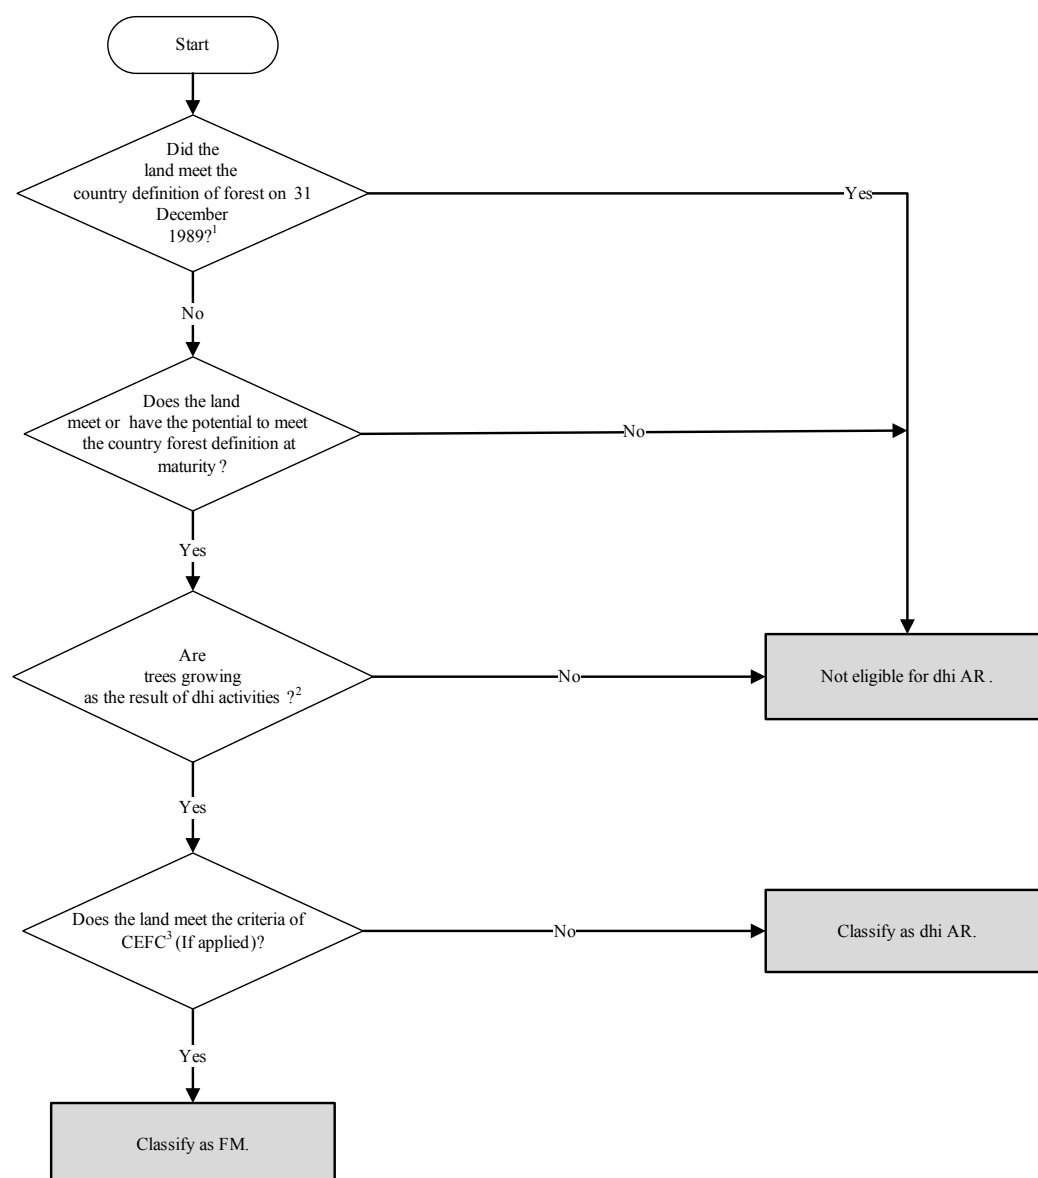 Start
Did the
land meet the
country definition of forest on 31
December
1989?¹
Yes
No
Does the land
meet or have the potential to meet
the country forest definition at
maturity ?
No
Yes
Are
trees growing
as the result of dhi activities ?²
No
Not eligible for dhi AR .
Yes
Does the land meet the criteria of
CEFC³ (If applied)?
No
Classify as dhi AR.
Yes
Classify as FM.